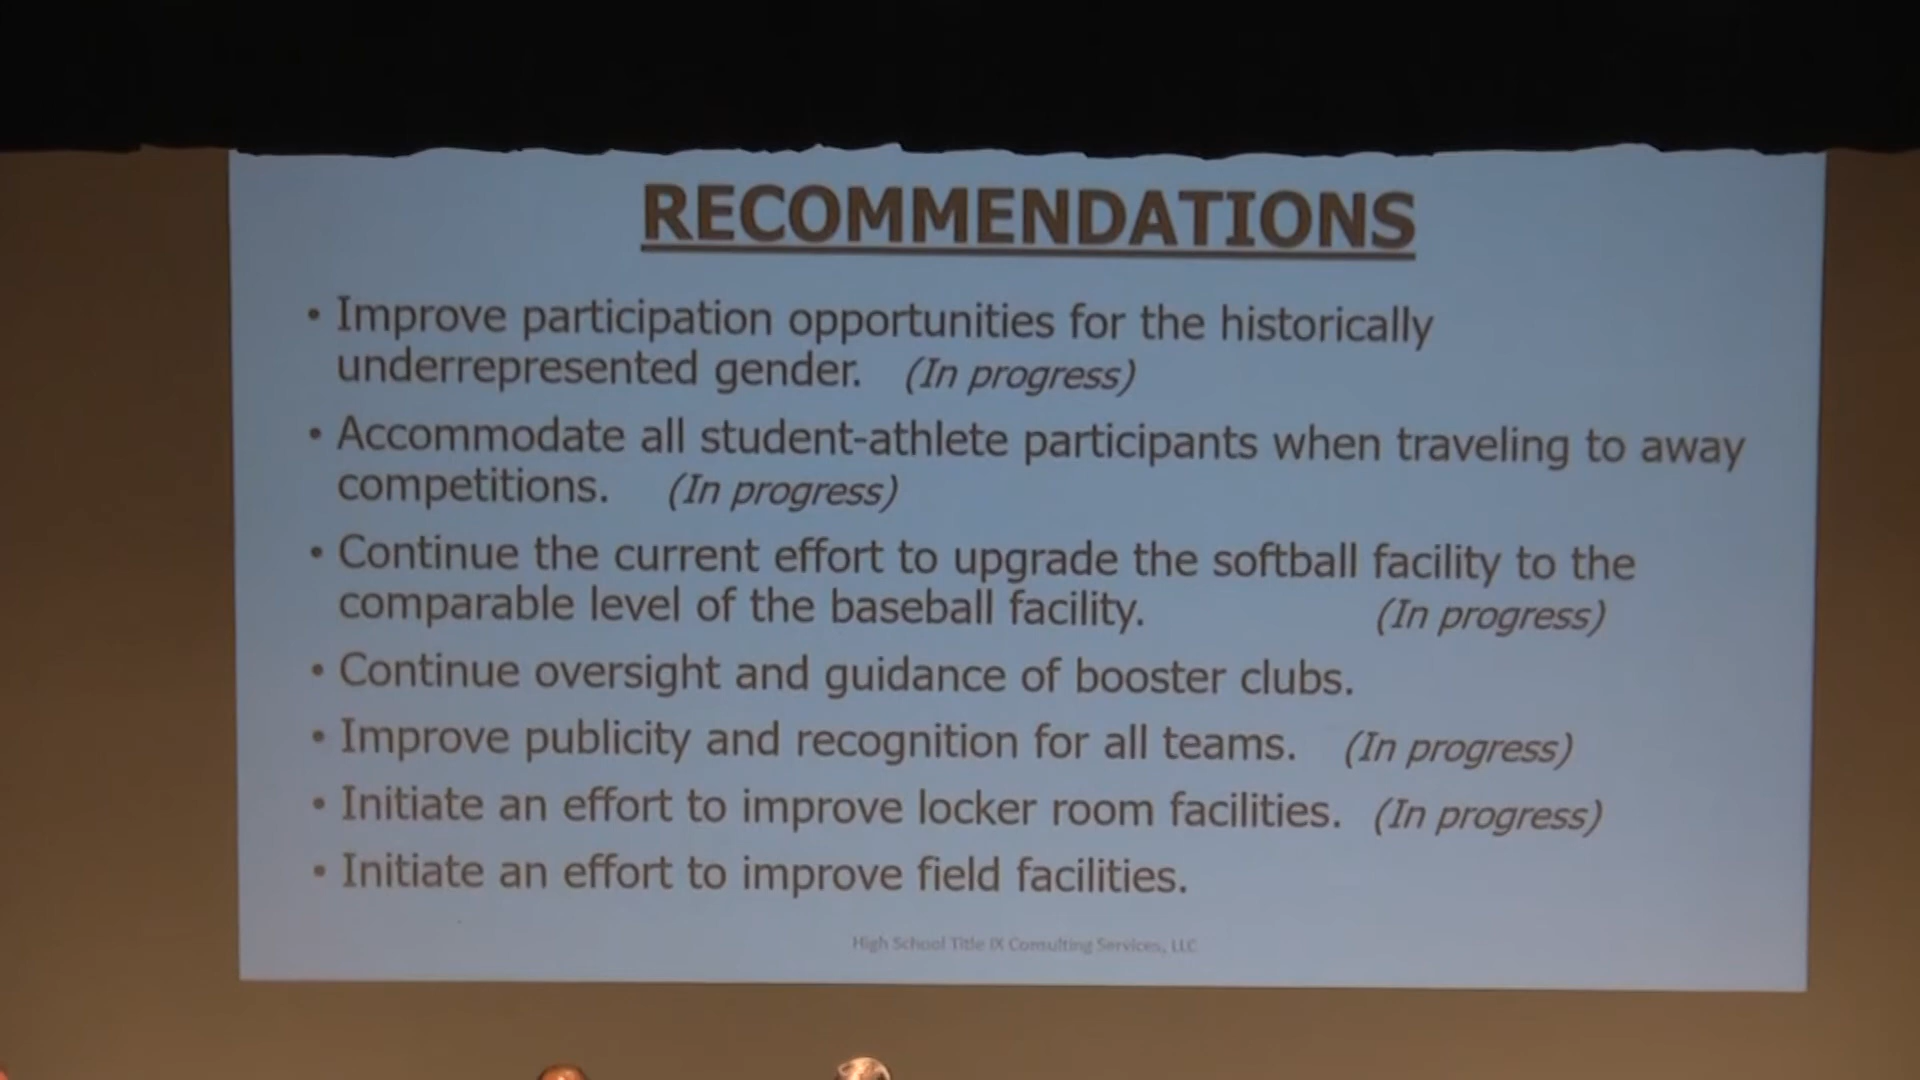 RECOMMENDATIONS
• Improve participation opportunities for the historically
underrepresented gender. (In progress)
• Accommodate all student-athlete participants when traveling to away
competitions. (In progress)
• Continue the current effort to upgrade the softball facility to the
comparable level of the baseball facility. (In progress)
• Continue oversight and guidance of booster clubs.
• Improve publicity and recognition for all teams. (In progress)
• Initiate an effort to improve locker room facilities. (In progress)
• Initiate an effort to improve field facilities.
High School Title IX Consulting Services, LLC